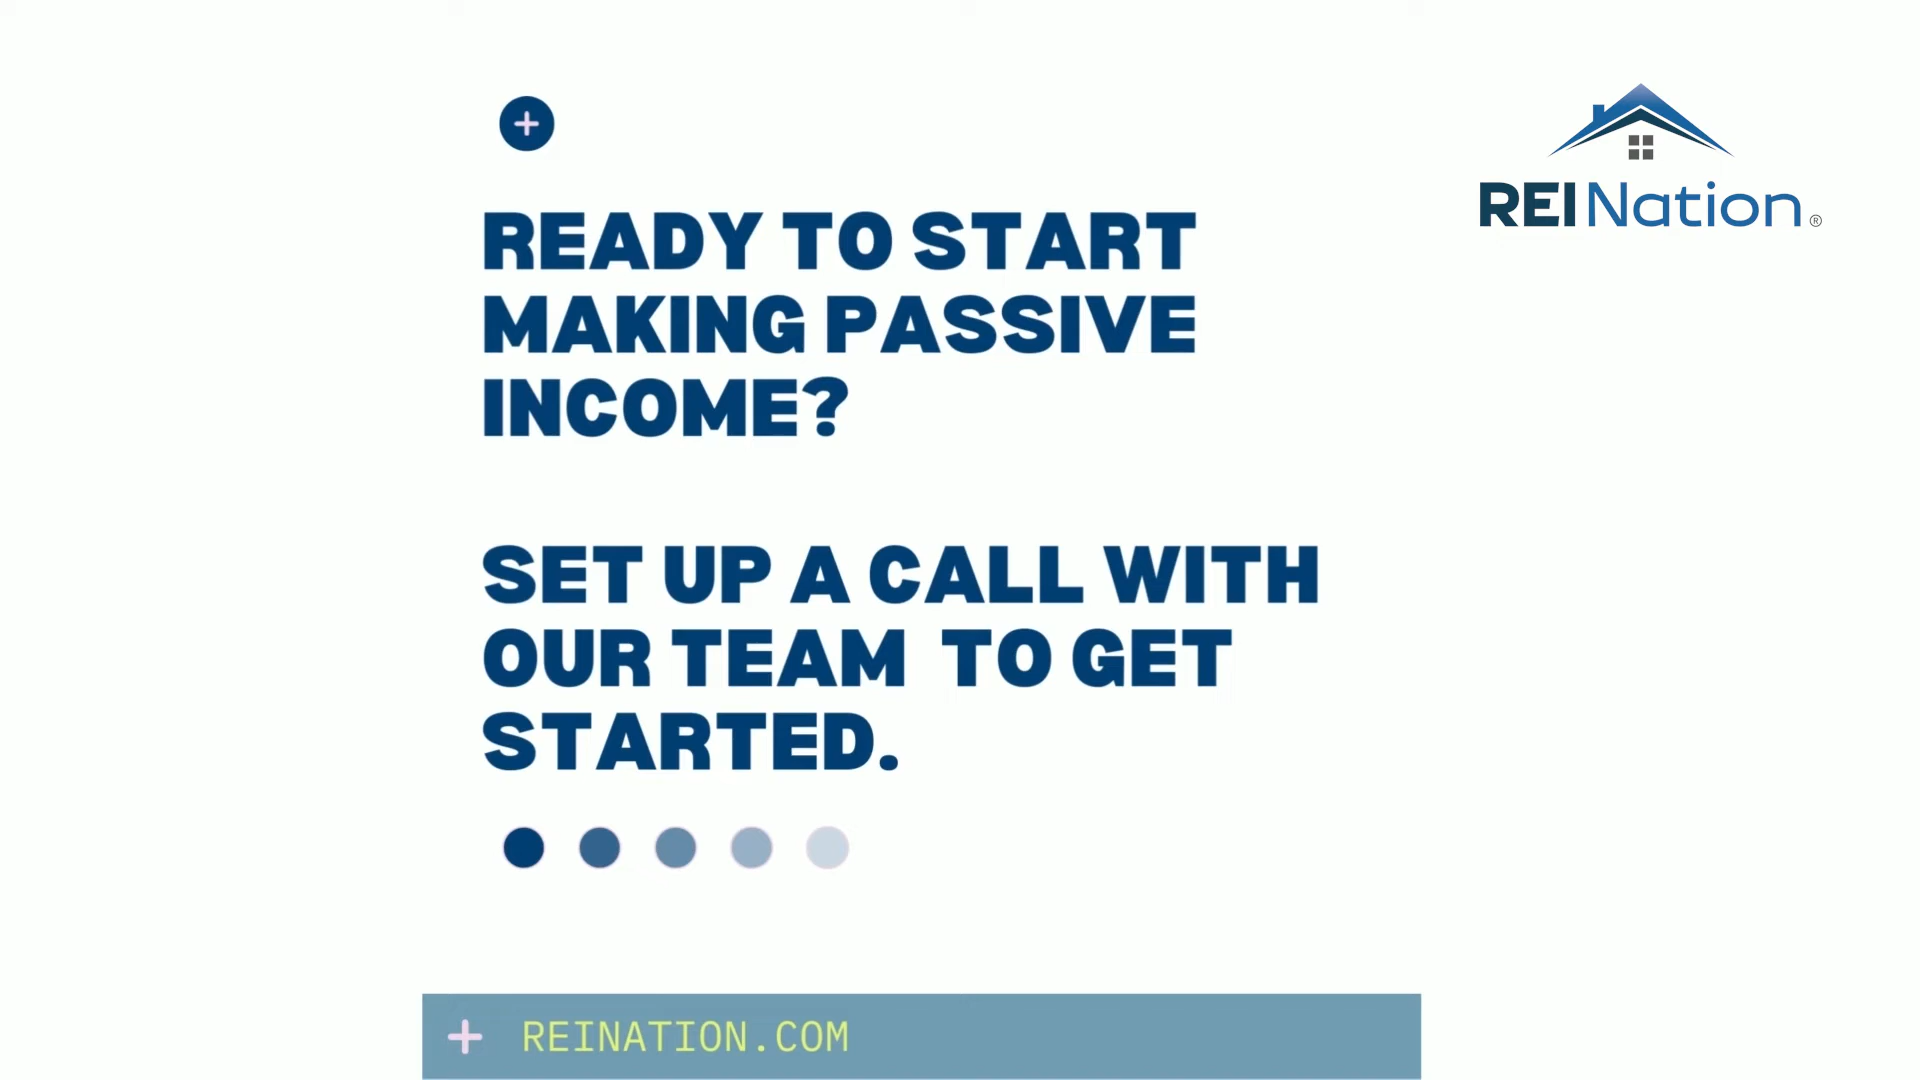 REINation®
READY TO START
MAKING PASSIVE
INCOME?
SET UP A CALL WITH
OUR TEAM TO GET
STARTED.
REINATION.COM